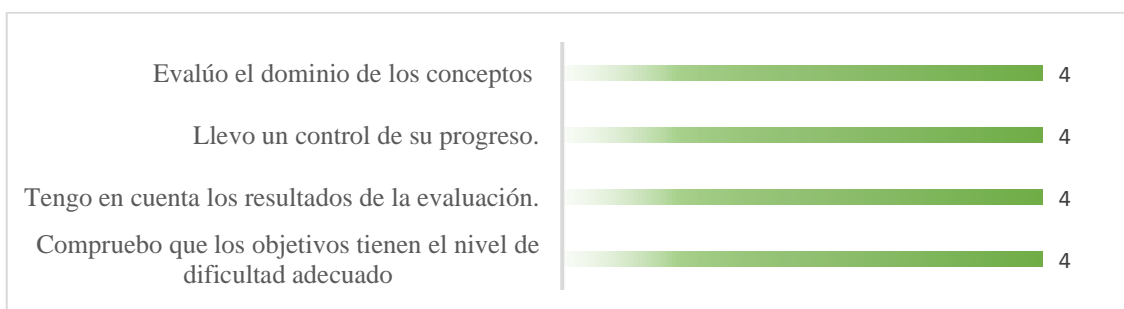 Evalúo el dominio de los conceptos 4
Llevo un control de su progreso. 4
Tengo en cuenta los resultados de la evaluación. 4
Compruebo que los objetivos tienen el nivel de
dificultad adecuado 4